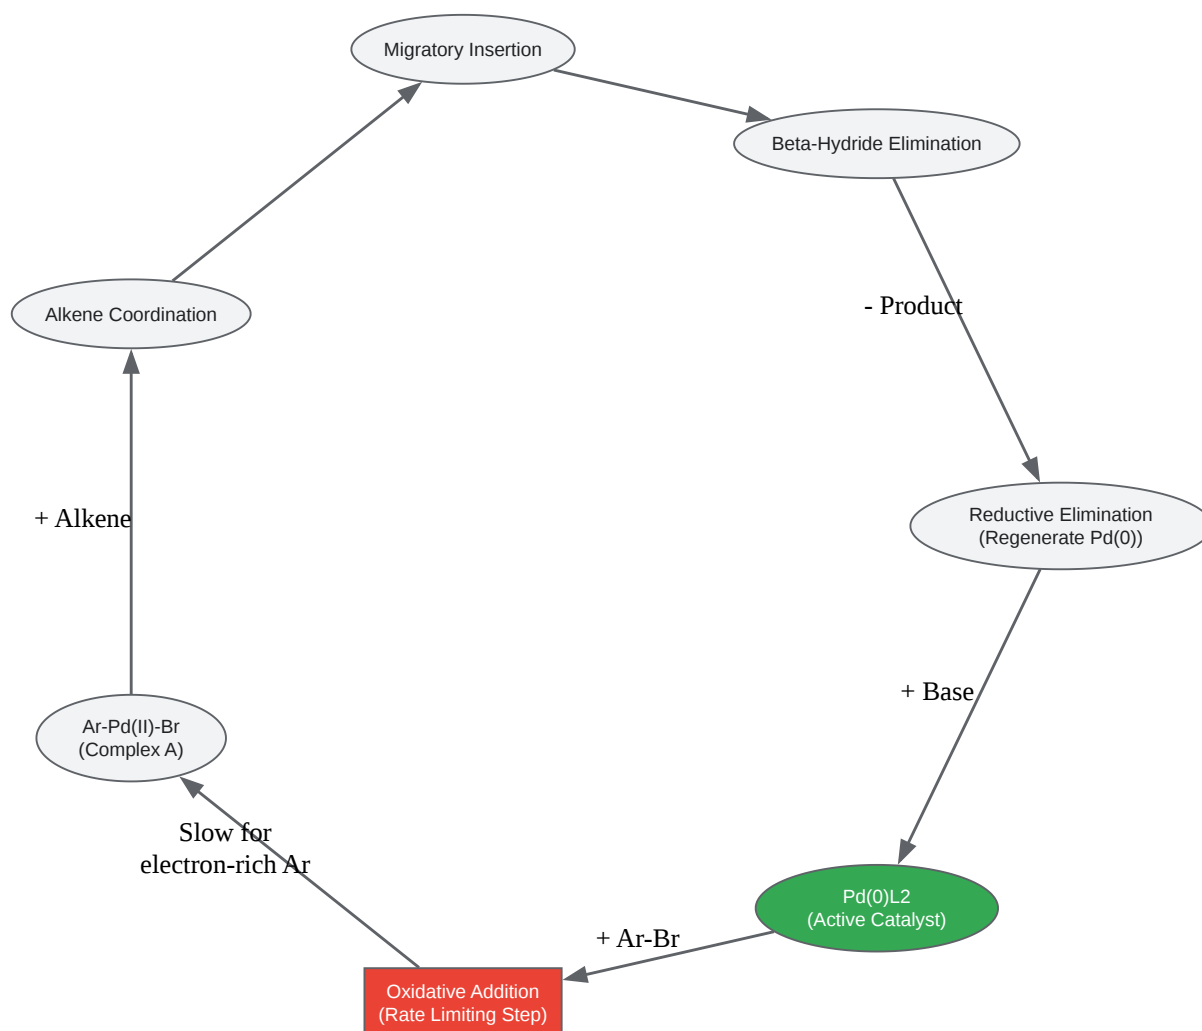 Migratory Insertion
Beta-Hydride Elimination
- Product
Alkene Coordination
+ Alkene
Reductive Elimination
(Regenerate Pd(0))
+ Base
Ar-Pd(II)-Br
(Complex A)
Slow for
electron-rich Ar
Pd(0)L2
(Active Catalyst)
+ Ar-Br
Oxidative Addition
(Rate Limiting Step)